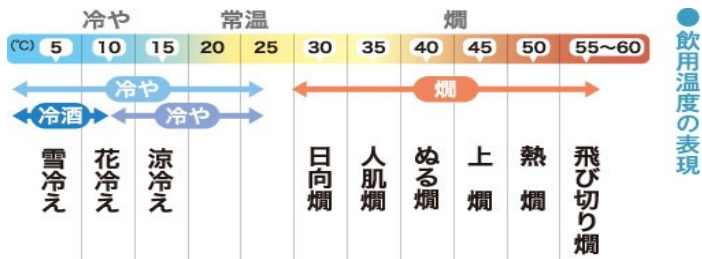 冷や 常温 燗
(℃) 5 10 15 20 25 30 35 40 45 50 55～60
冷や 燗
冷酒 冷や
雪冷え
花冷え
涼冷え
日向燗
人肌燗
ぬる燗
上 燗
熱 燗
飛び切り燗
●飲用温度の表現